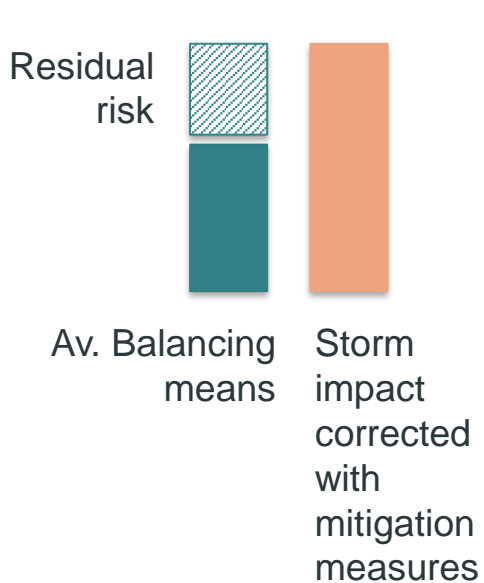 Residual
risk
Av. Balancing
means
Storm
impact
corrected
with
mitigation
measures